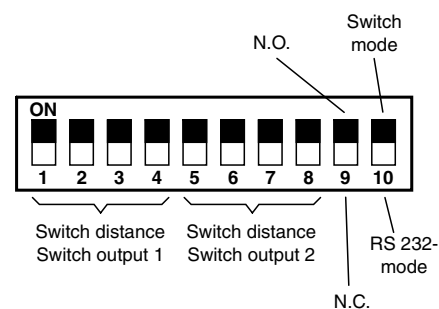 Switch
mode
N.O.
ON
1 2 3 4 5 6 7 8 9 10
Switch distance
Switch output 1
Switch distance
Switch output 2
RS 232-
mode
N.C.